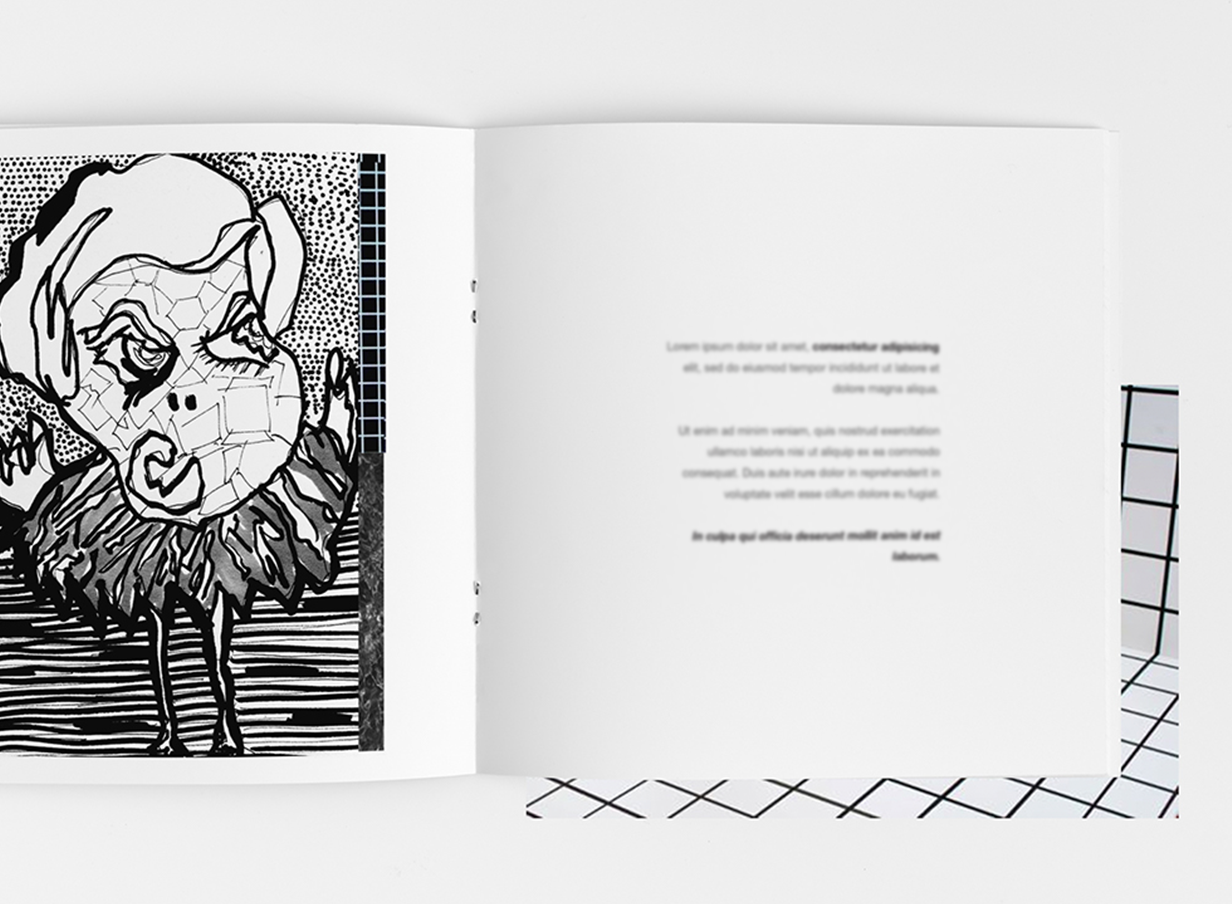 Lorem ipsum dolor sit amet, consectetur adipisicing
elit, sed do eiusmod tempor incididunt ut labore et
dolore magna aliqua.
Ut enim ad minim veniam, quis nostrud exercitation
ullamco laboris nisi ut aliquip ex ea commodo
consequat. Duis aute irure dolor in reprehenderit in
voluptate velit esse cillum dolore eu fugiat.
In culpa qui officia deserunt mollit anim id est
laborum.